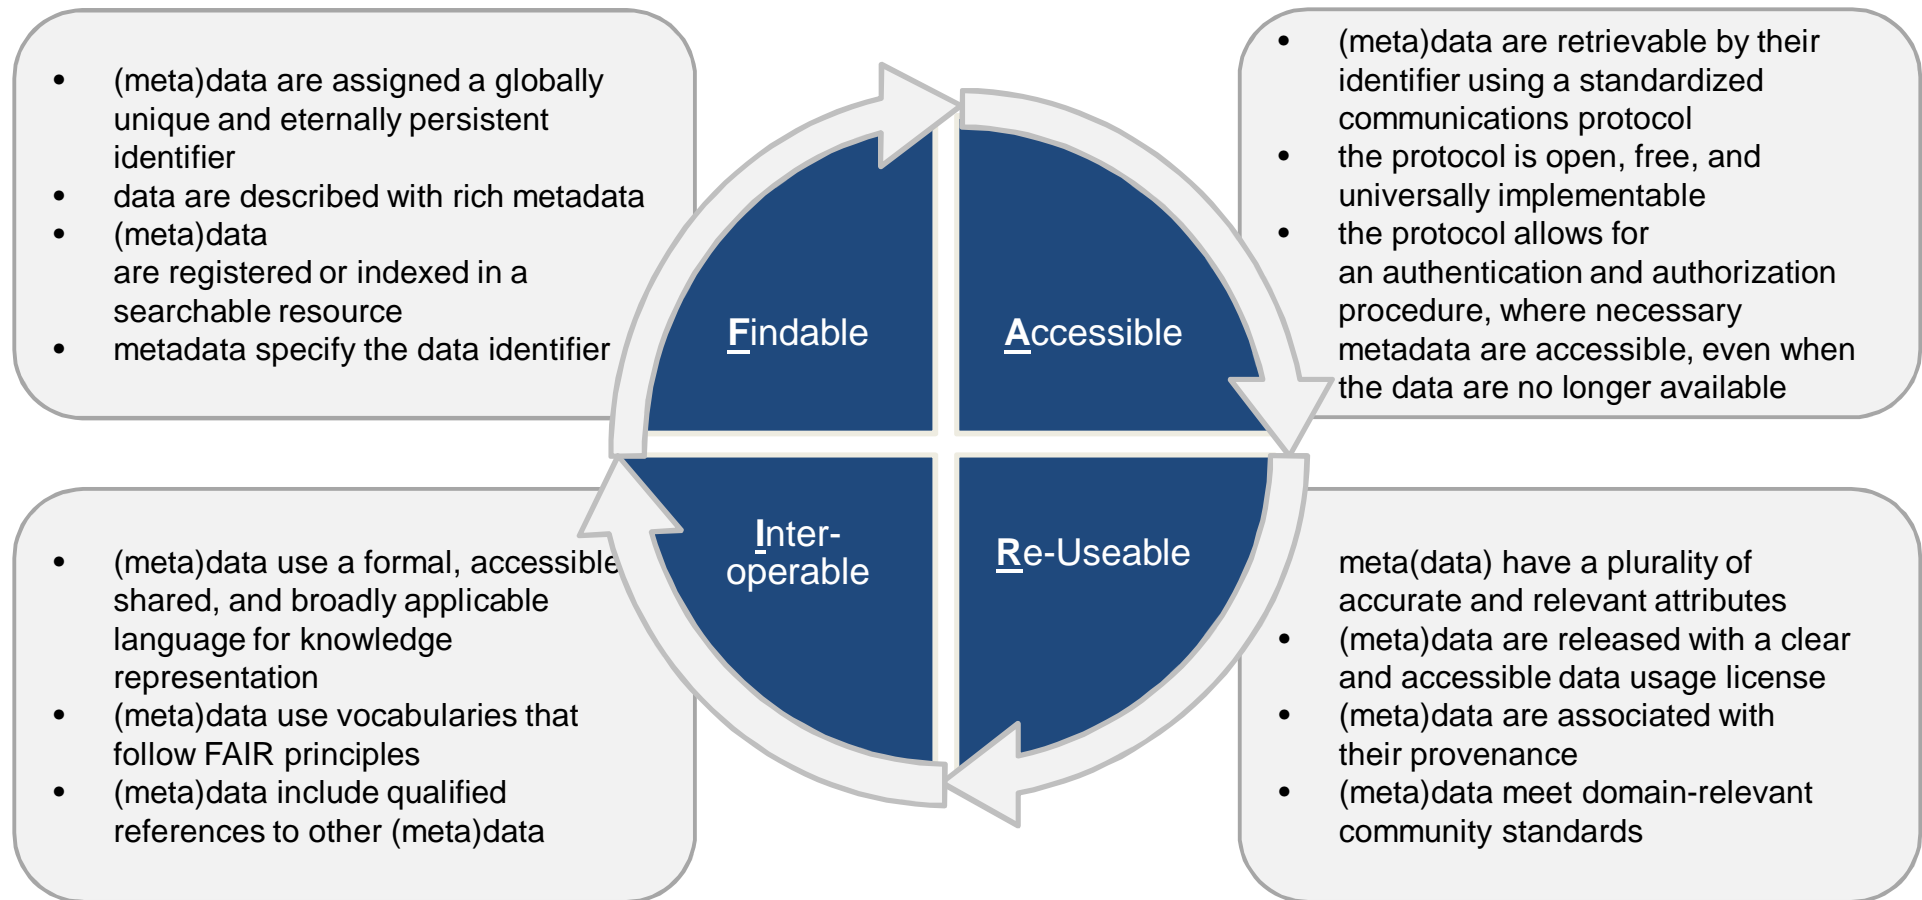 • (meta)data are assigned a globally
unique and eternally persistent
identifier
• data are described with rich metadata
• (meta)data
are registered or indexed in a
searchable resource
• metadata specify the data identifier
• (meta)data are retrievable by their
identifier using a standardized
communications protocol
• the protocol is open, free, and
universally implementable
• the protocol allows for
an authentication and authorization
procedure, where necessary
metadata are accessible, even when
the data are no longer available
Findable
Accessible
Inter-
operable
Re-Useable
• (meta)data use a formal, accessible
shared, and broadly applicable
language for knowledge
representation
• (meta)data use vocabularies that
follow FAIR principles
• (meta)data include qualified
references to other (meta)data
meta(data) have a plurality of
accurate and relevant attributes
• (meta)data are released with a clear
and accessible data usage license
• (meta)data are associated with
their provenance
• (meta)data meet domain-relevant
community standards